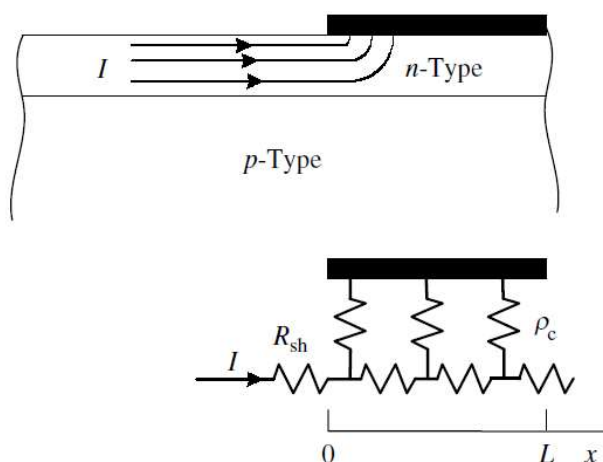 I
n-Type
p-Type
R_sh
ρ_c
I
0 L x